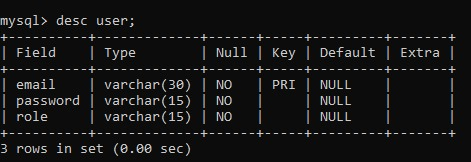 mysql> desc user;
+----------+-------------+------+-----+---------+-------+
| Field    | Type        | Null | Key | Default | Extra |
+----------+-------------+------+-----+---------+-------+
| email    | varchar(30) | NO   | PRI | NULL    |       |
| password | varchar(15) | NO   |     | NULL    |       |
| role     | varchar(15) | NO   |     | NULL    |       |
+----------+-------------+------+-----+---------+-------+
3 rows in set (0.00 sec)